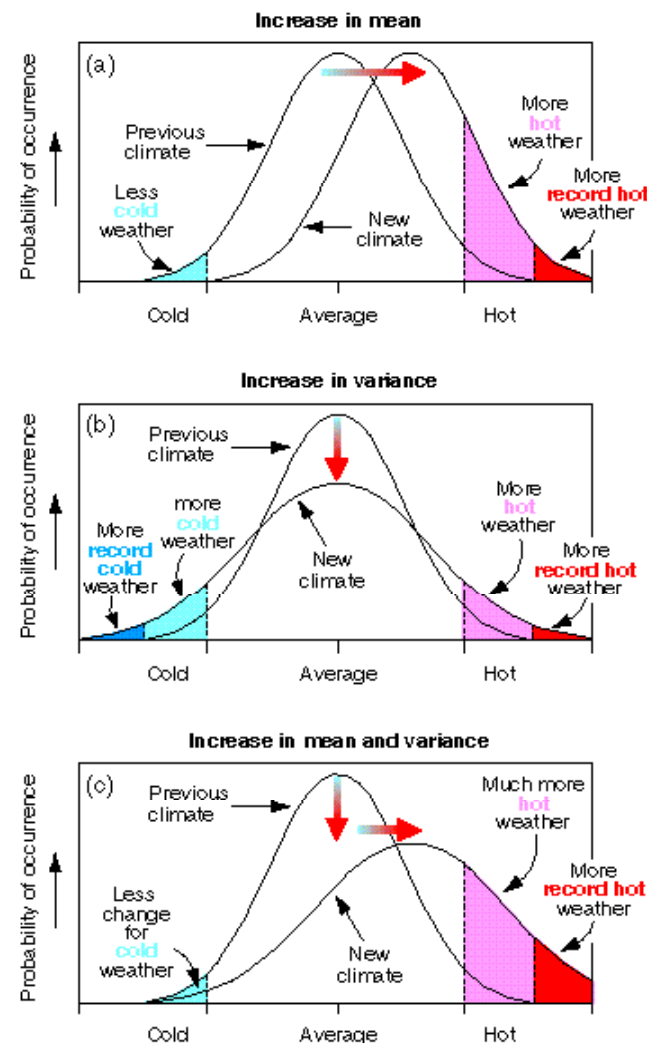 Increase in mean
(a)
Probability of occurrence
Previous
climate
Less
cold
weather
New
climate
More
hot
weather
More
record hot
weather
Cold
Average
Hot
Increase in variance
(b)
Probability of occurrence
Previous
climate
more
cold
weather
More
record
cold
weather
New
climate
More
hot
weather
More
record hot
weather
Cold
Average
Hot
Increase in mean and variance
(c)
Probability of occurrence
Previous
climate
Less
change
for
cold
weather
New
climate
Much more
hot
weather
More
record hot
weather
Cold
Average
Hot